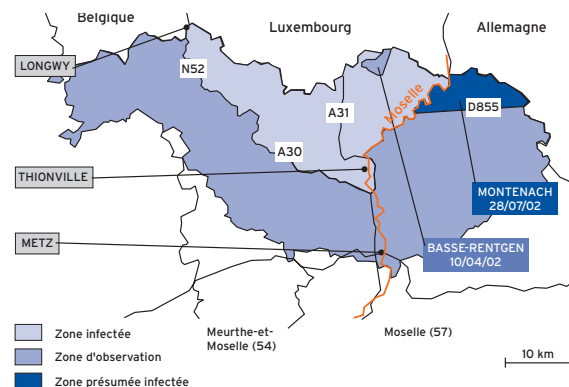 Belgique
Luxembourg
Allemagne
LONGWY
N52
A31
Moselle
D855
A30
THIONVILLE
MONTENACH
28/07/02
METZ
BASSE-RENTGEN
10/04/02
Zone infectée
Meurthe-et-
Moselle (54)
Moselle (57)
Zone d'observation
10 km
Zone présumée infectée